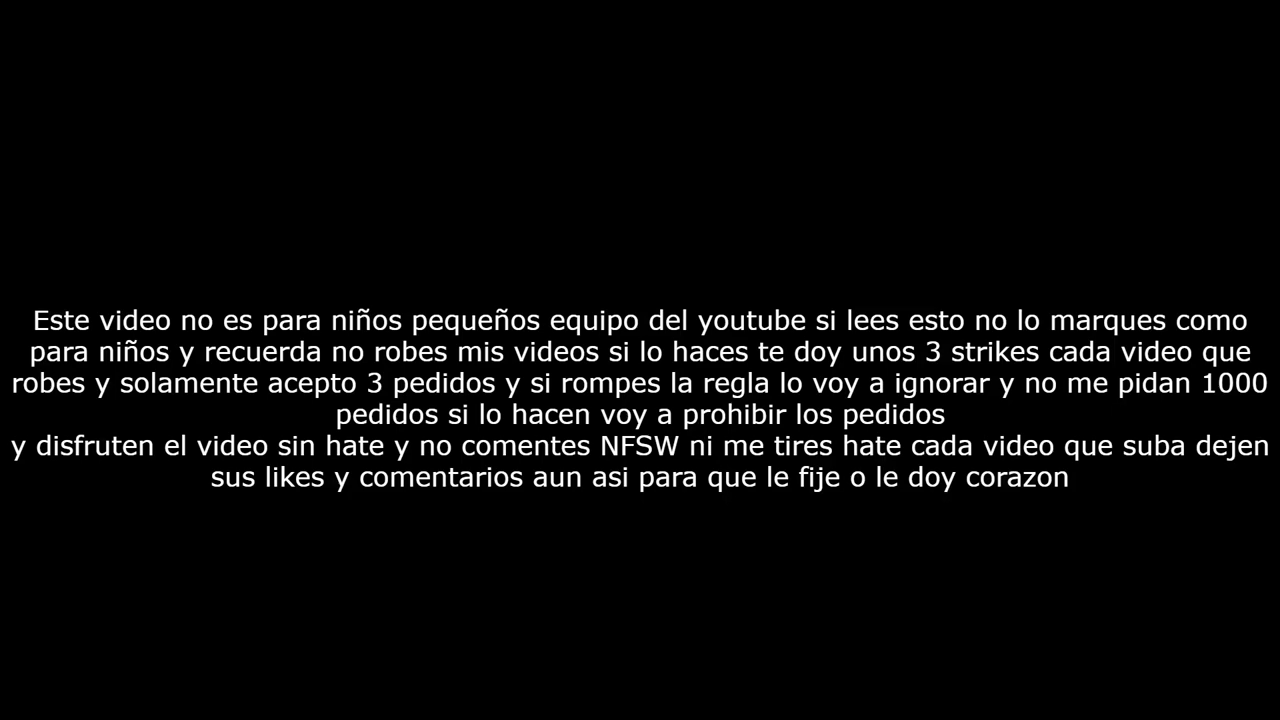 Este video no es para niños pequeños equipo del youtube si lees esto no lo marques como
para niños y recuerda no robes mis videos si lo haces te doy unos 3 strikes cada video que
robes y solamente acepto 3 pedidos y si rompes la regla lo voy a ignorar y no me pidan 1000
pedidos si lo hacen voy a prohibir los pedidos
y disfruten el video sin hate y no comentes NFSW ni me tires hate cada video que suba dejen
sus likes y comentarios aun asi para que le fije o le doy corazon